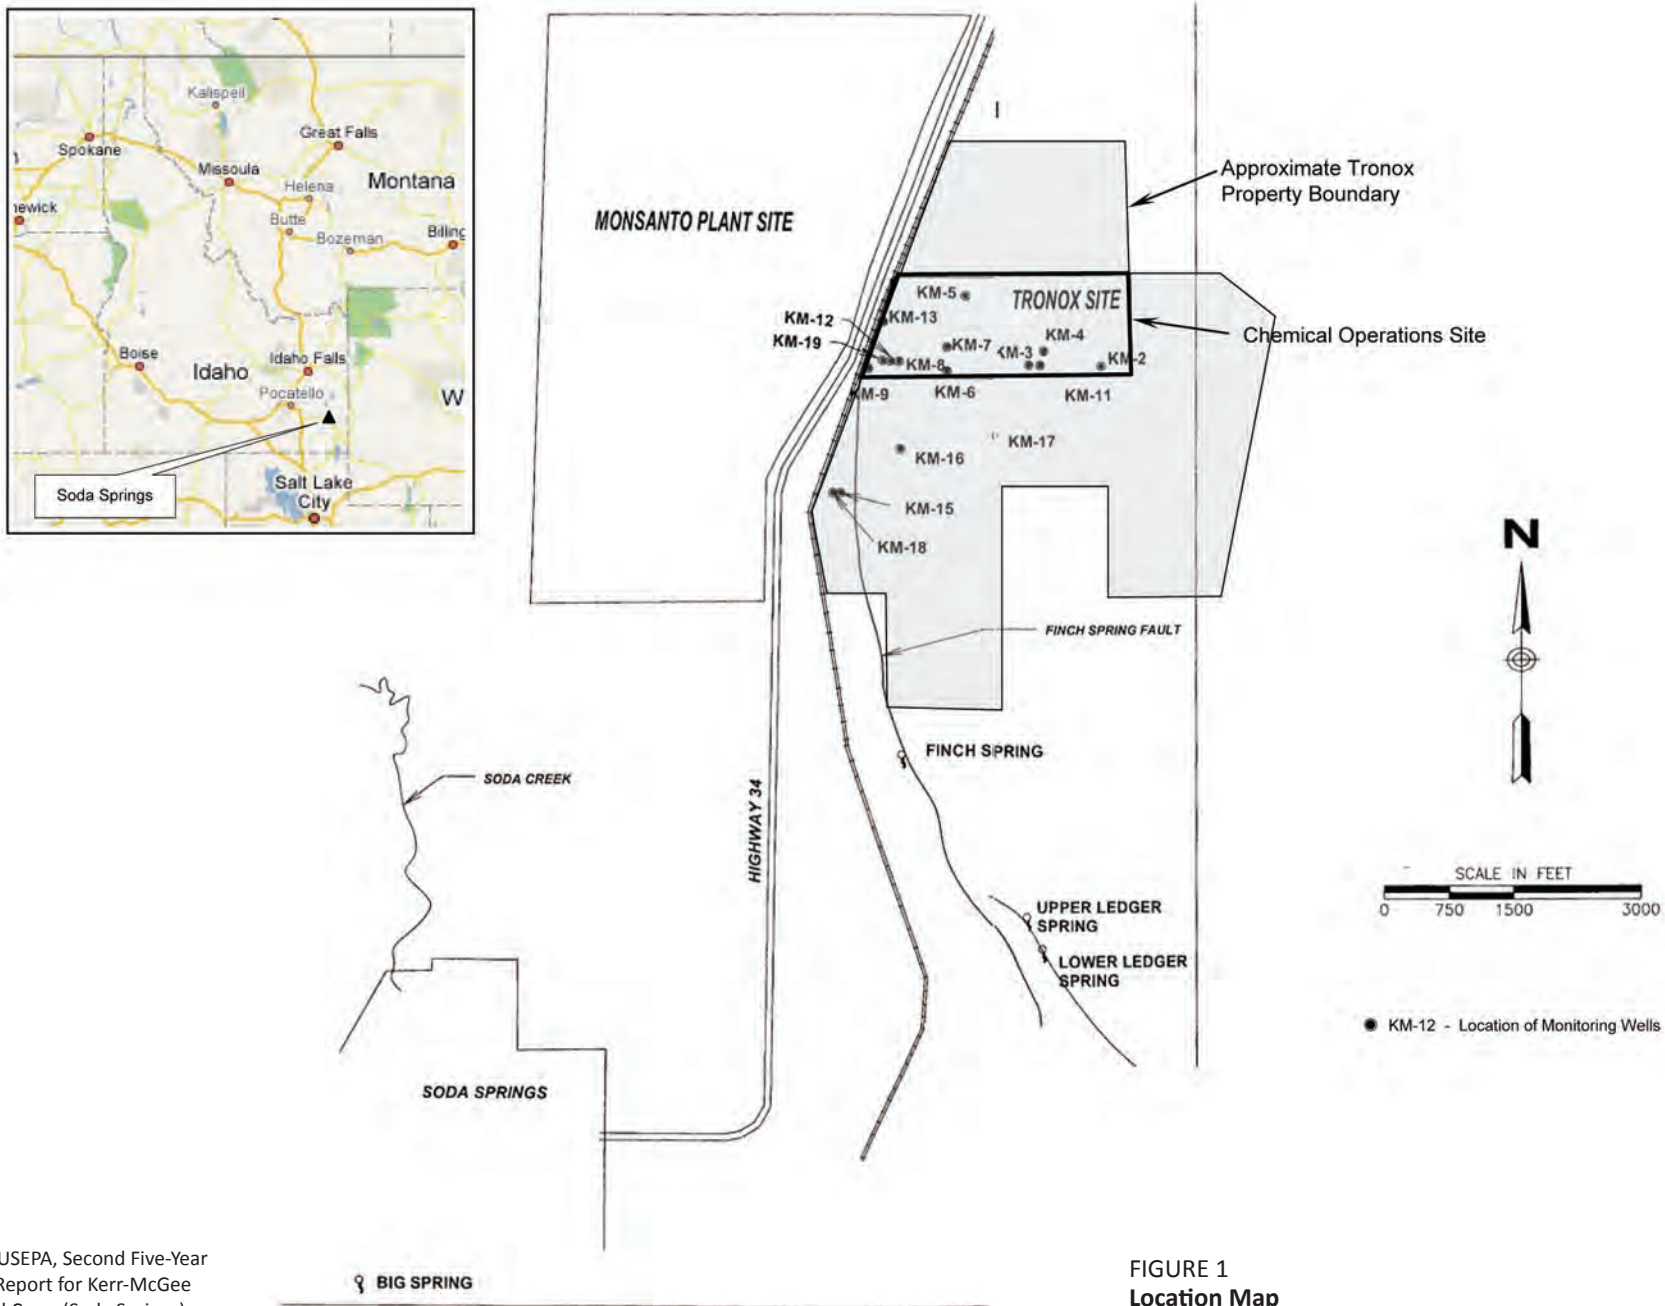 Kalispell
Great Falls
Spokane
Missoula
Helena
Montana
newick
Butte
Bozeman
Billing
Boise
Idaho
Idaho Falls
Pocatello
W
Soda Springs
Salt Lake
City
MONSANTO PLANT SITE
Approximate Tronox
Property Boundary
KM-5
TRONOX SITE
KM-12
KM-13
KM-19
KM-7
KM-4
KM-3
KM-8
KM-2
Chemical Operations Site
KM-9
KM-6
KM-11
KM-17
KM-16
KM-15
KM-18
N
FINCH SPRING FAULT
FINCH SPRING
SODA CREEK
HIGHWAY 34
SCALE IN FEET
0 750 1500 3000
UPPER LEDGER
SPRING
LOWER LEDGER
SPRING
KM-12 - Location of Monitoring Wells
SODA SPRINGS
USEPA, Second Five-Year
Report for Kerr-McGee
BIG SPRING
FIGURE 1
Location Map